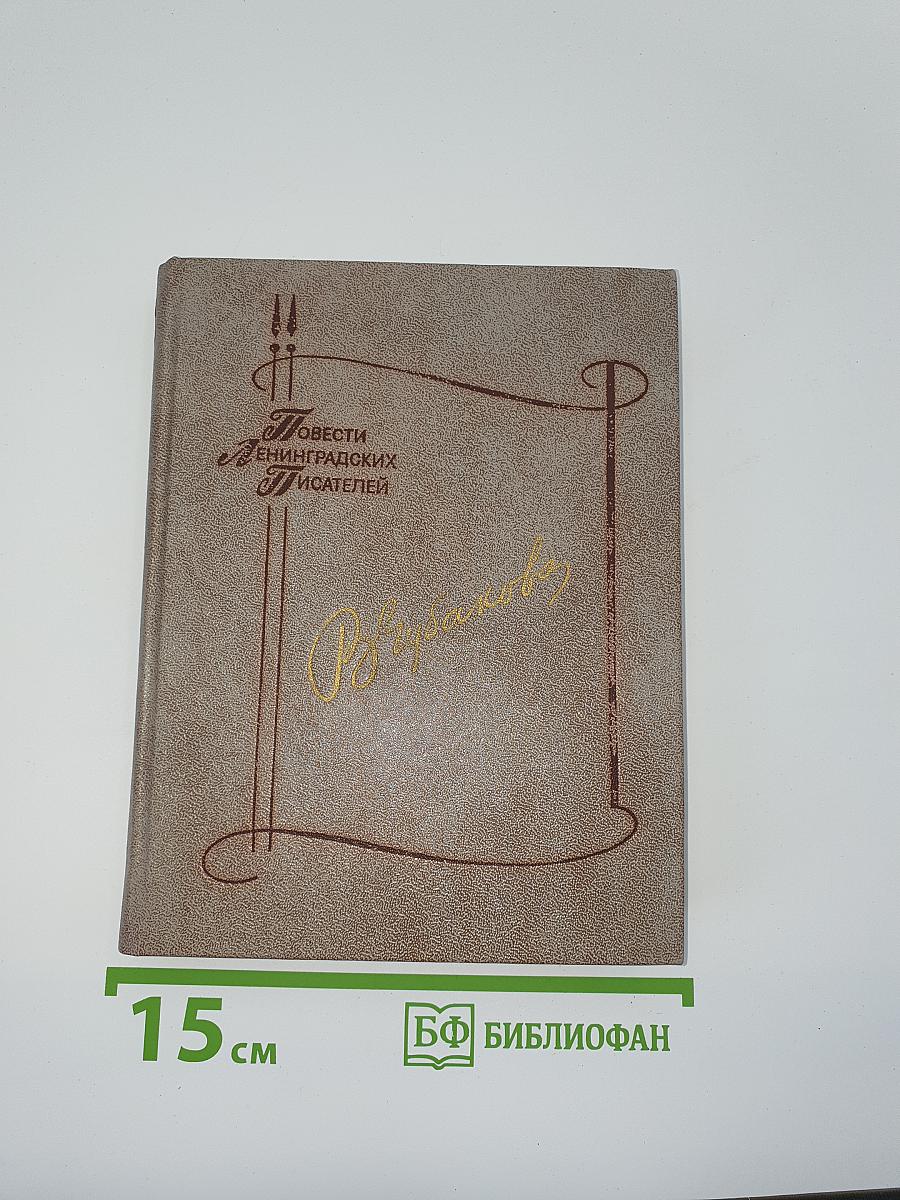 Повести
Ленинградских
Писателей
15 см
БФ БИБЛИОФАН